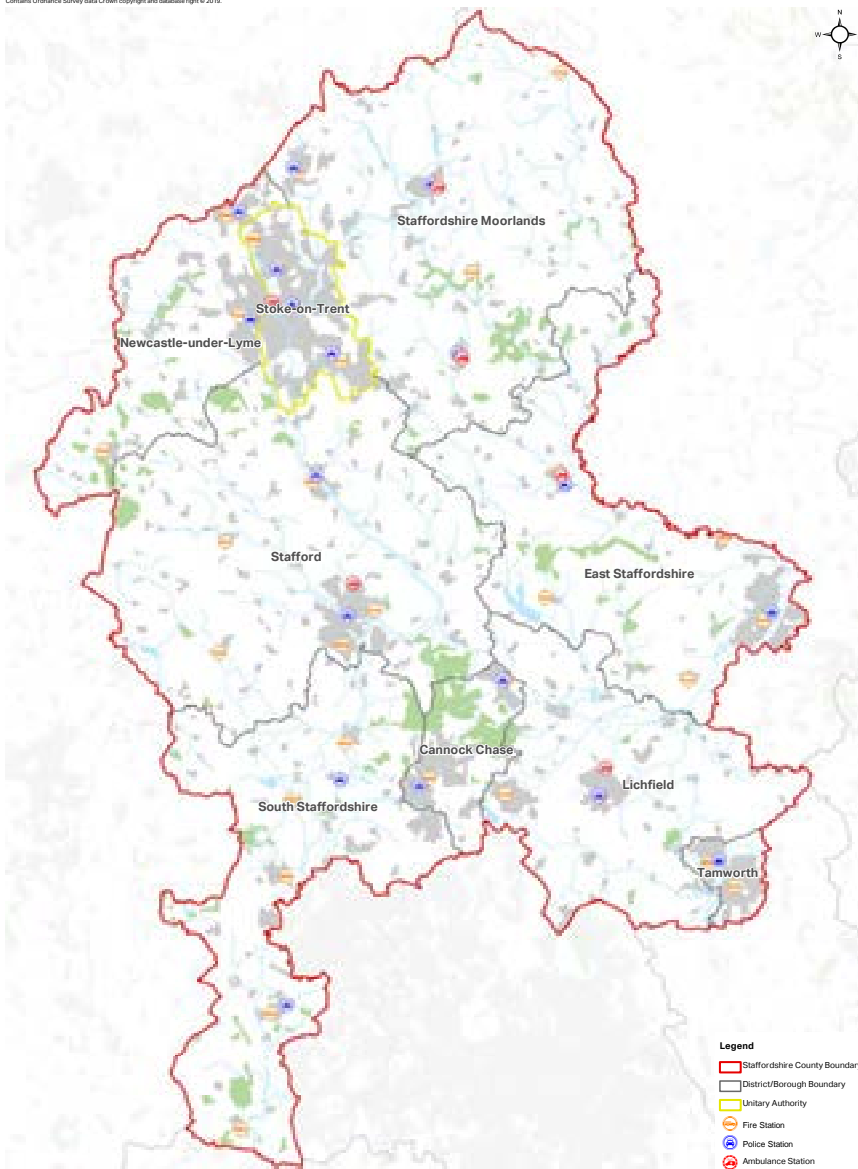 Contains Ordnance Survey data Crown copyright and database right © 2019.
N
W
S
Staffordshire Moorlands
Stoke-on-Trent
Newcastle-under-Lyme
Stafford
East Staffordshire
Cannock Chase
Lichfield
South Staffordshire
Tamworth
Legend
Staffordshire County Boundar
District/Borough Boundary
Unitary Authority
Fire Station
Police Station
Ambulance Station